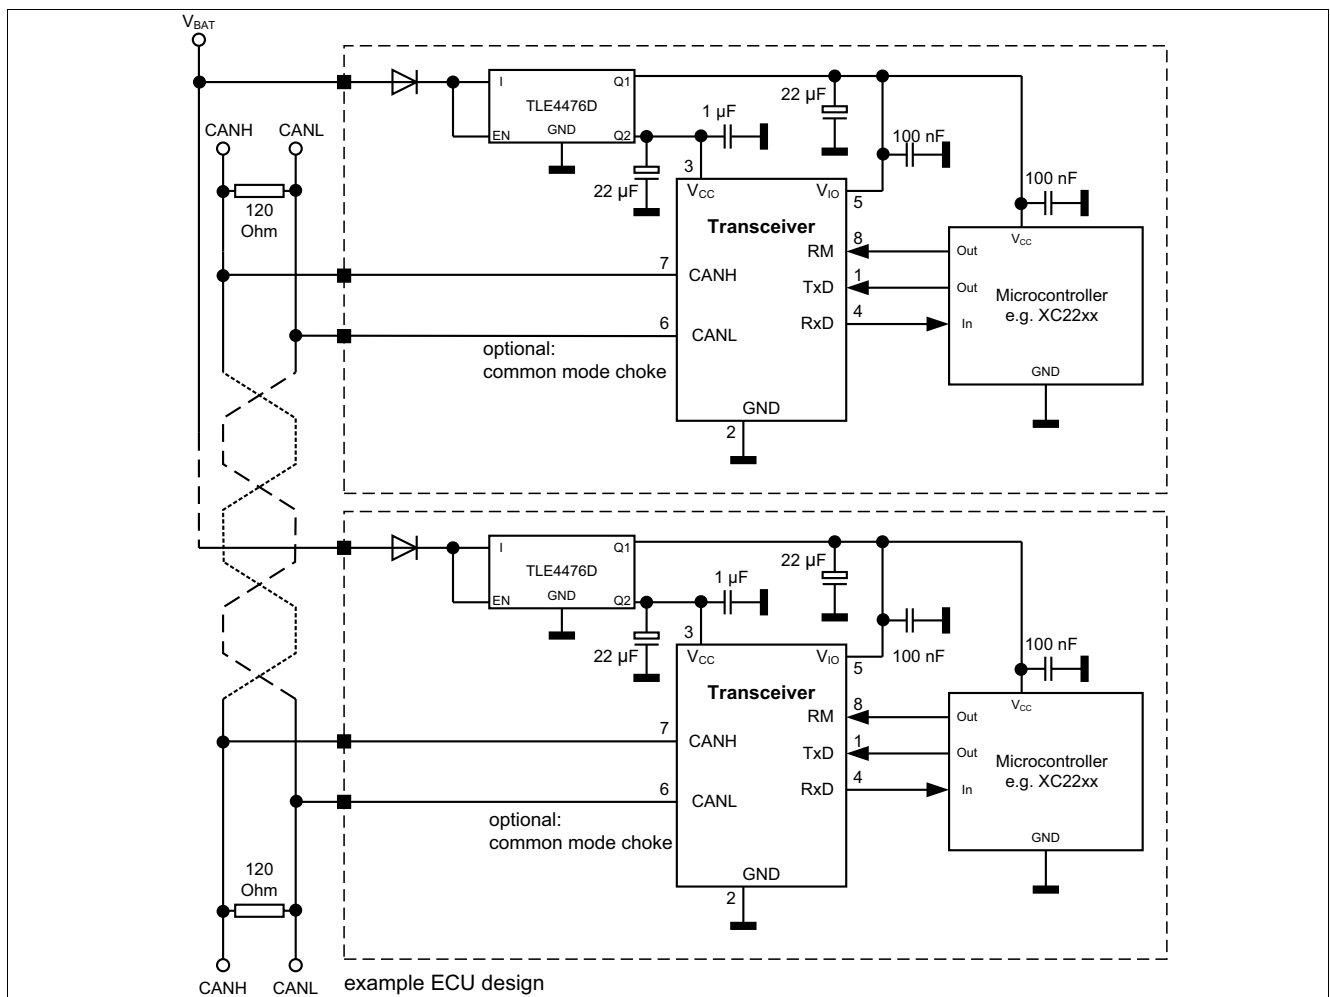 VBAT
CANH
CANL
120
Ohm
I
Q1
TLE4476D
GND
EN
Q2
1 µF
22 µF
22 µF
100 nF
100 nF
3
VCC
VIO
5
Transceiver
RM
8
TxD
1
RxD
4
7
CANH
6
CANL
optional:
common mode choke
GND
2
VCC
Out
Out
In
Microcontroller
e.g. XC22xx
GND
I
Q1
TLE4476D
GND
EN
Q2
1 µF
22 µF
22 µF
100 nF
100 nF
3
VCC
VIO
5
Transceiver
RM
8
TxD
1
RxD
4
7
CANH
6
CANL
optional:
common mode choke
GND
2
VCC
Out
Out
In
Microcontroller
e.g. XC22xx
GND
120
Ohm
CANH
CANL
example ECU design